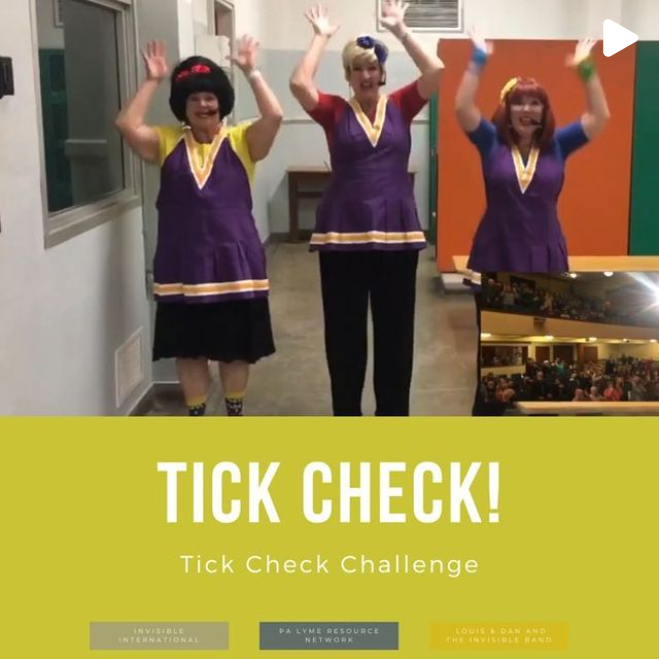 TICK CHECK!
Tick Check Challenge
INVISIBLE
INTERNATIONAL
PA LYME RESOURCE
NETWORK
LOUIS & DAN AND
THE INVISIBLE BAND